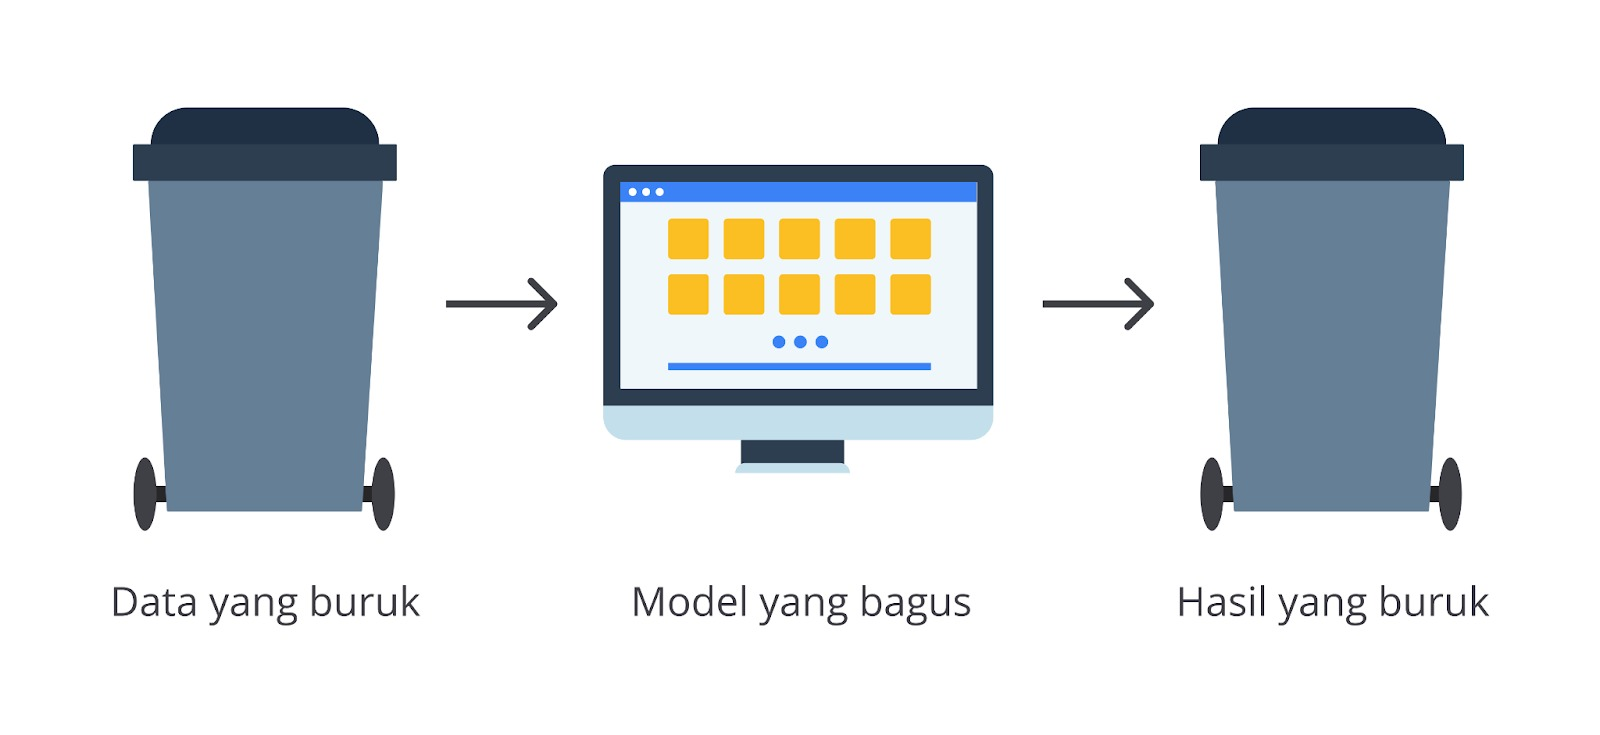 Data yang buruk
Model yang bagus
Hasil yang buruk